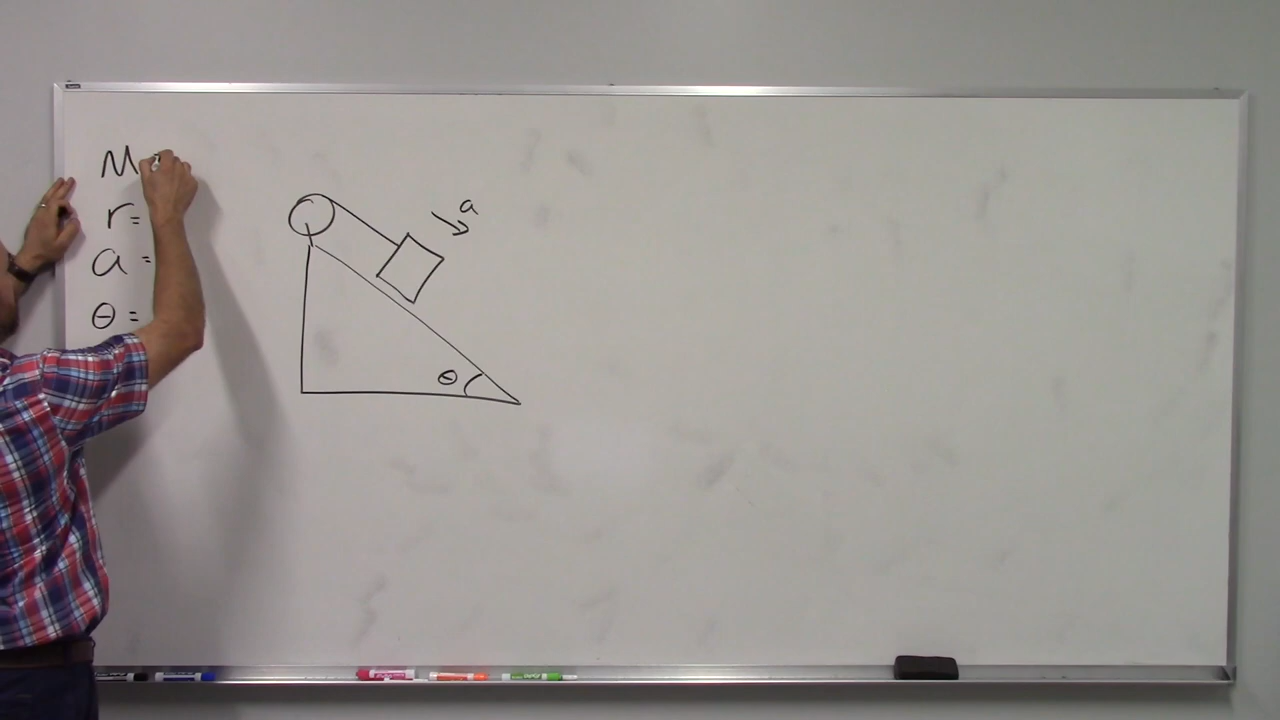 M
r=
a =
θ =
a
θ